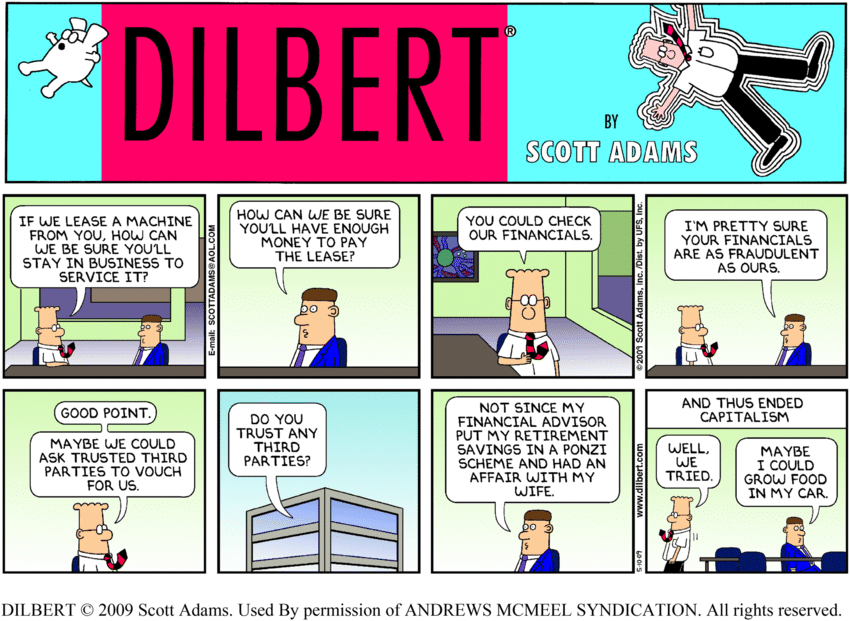 DILBERT®
BY
SCOTT ADAMS
IF WE LEASE A MACHINE
FROM YOU, HOW CAN
WE BE SURE YOU'LL
STAY IN BUSINESS TO
SERVICE IT?
E-mail: SCOTTADAMS@AOL.COM
HOW CAN WE BE SURE
YOU'LL HAVE ENOUGH
MONEY TO PAY
THE LEASE?
YOU COULD CHECK
OUR FINANCIALS.
©2009 Scott Adams, Inc./Dist. by UFS, Inc.
I'M PRETTY SURE
YOUR FINANCIALS
ARE AS FRAUDULENT
AS OURS.
GOOD POINT.
MAYBE WE COULD
ASK TRUSTED THIRD
PARTIES TO VOUCH
FOR US.
DO YOU
TRUST ANY
THIRD
PARTIES?
NOT SINCE MY
FINANCIAL ADVISOR
PUT MY RETIREMENT
SAVINGS IN A PONZI
SCHEME AND HAD AN
AFFAIR WITH MY
WIFE.
www.dilbert.com
5-10-09
AND THUS ENDED
CAPITALISM
WELL,
WE
TRIED.
MAYBE
I COULD
GROW FOOD
IN MY CAR.
DILBERT © 2009 Scott Adams. Used By permission of ANDREWS MCMEEL SYNDICATION. All rights reserved.